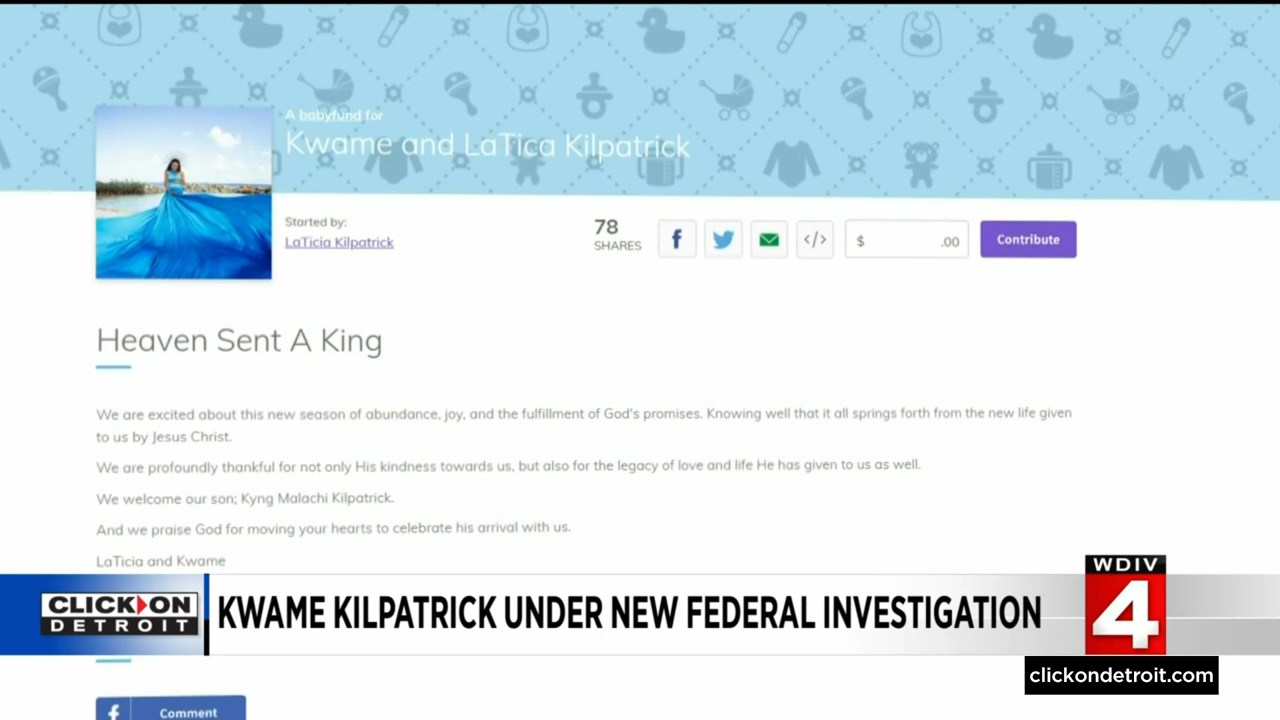 A babyfund for
Kwame and LaTica Kilpatrick
Started by:
LaTicia Kilpatrick
78
SHARES
f
</>
$ .00
Contribute
Heaven Sent A King
We are excited about this new season of abundance, joy, and the fulfillment of God's promises. Knowing well that it all springs forth from the new life given
to us by Jesus Christ.
We are profoundly thankful for not only His kindness towards us, but also for the legacy of love and life He has given to us as well.
We welcome our son; Kyng Malachi Kilpatrick.
And we praise God for moving your hearts to celebrate his arrival with us.
LaTicia and Kwame
CLICK ON
DETROIT
KWAME KILPATRICK UNDER NEW FEDERAL INVESTIGATION
WDIV
4
clickondetroit.com
f Comment